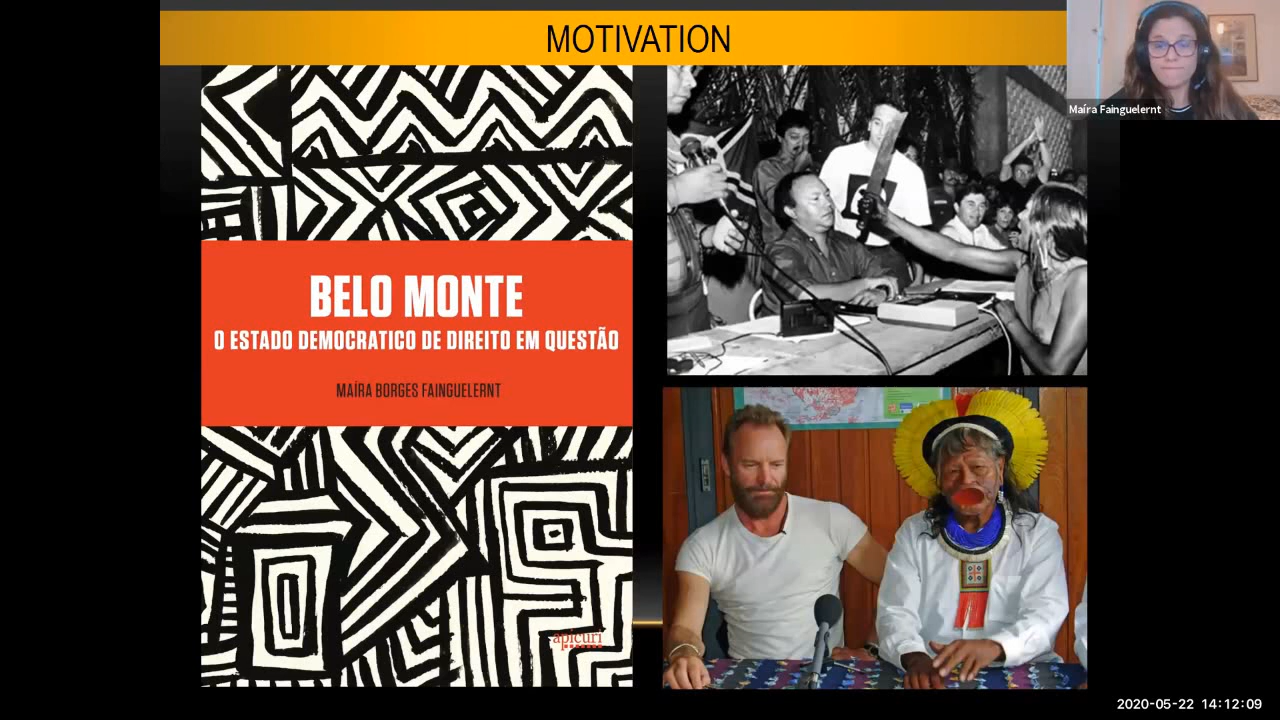 MOTIVATION
BELO MONTE
O ESTADO DEMOCRATICO DE DIREITO EM QUESTÃO
MAÍRA BORGES FAINGUELERNT
apicuri
Maíra Fainguelernt
2020-05-22 14:12:09